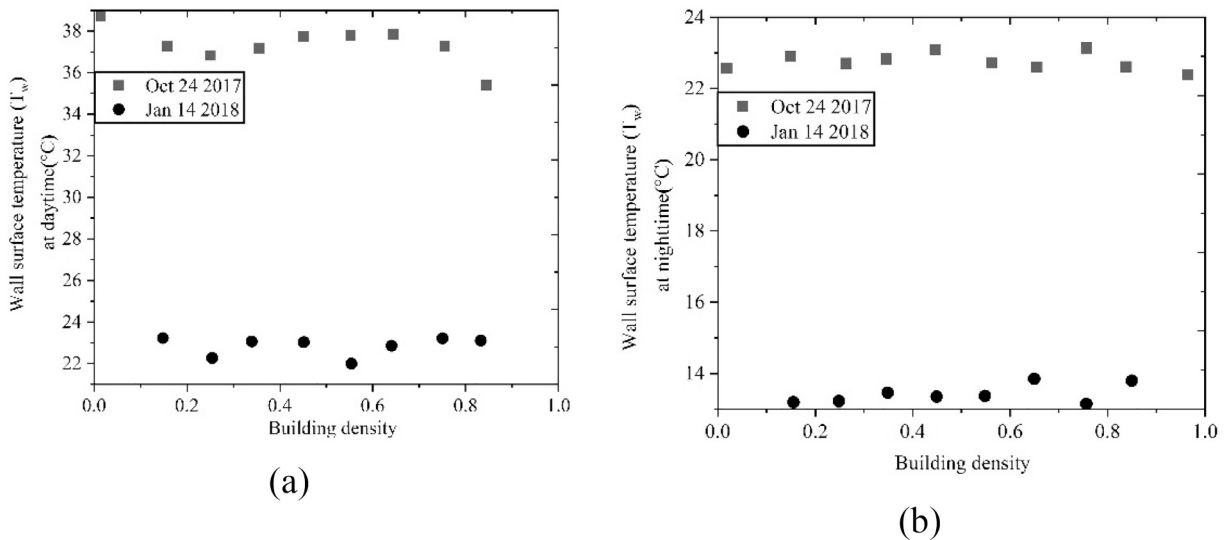 38
36
34
32
30
28
26
24
22
0.0 0.2 0.4 0.6 0.8 1.0
Wall surface temperature (Tw)
at daytime(°C)
Building density
Oct 24 2017
Jan 14 2018
(a)
24
22
20
18
16
14
0.0 0.2 0.4 0.6 0.8 1.0
Wall surface temperature (Tw)
at nighttime(°C)
Building density
Oct 24 2017
Jan 14 2018
(b)